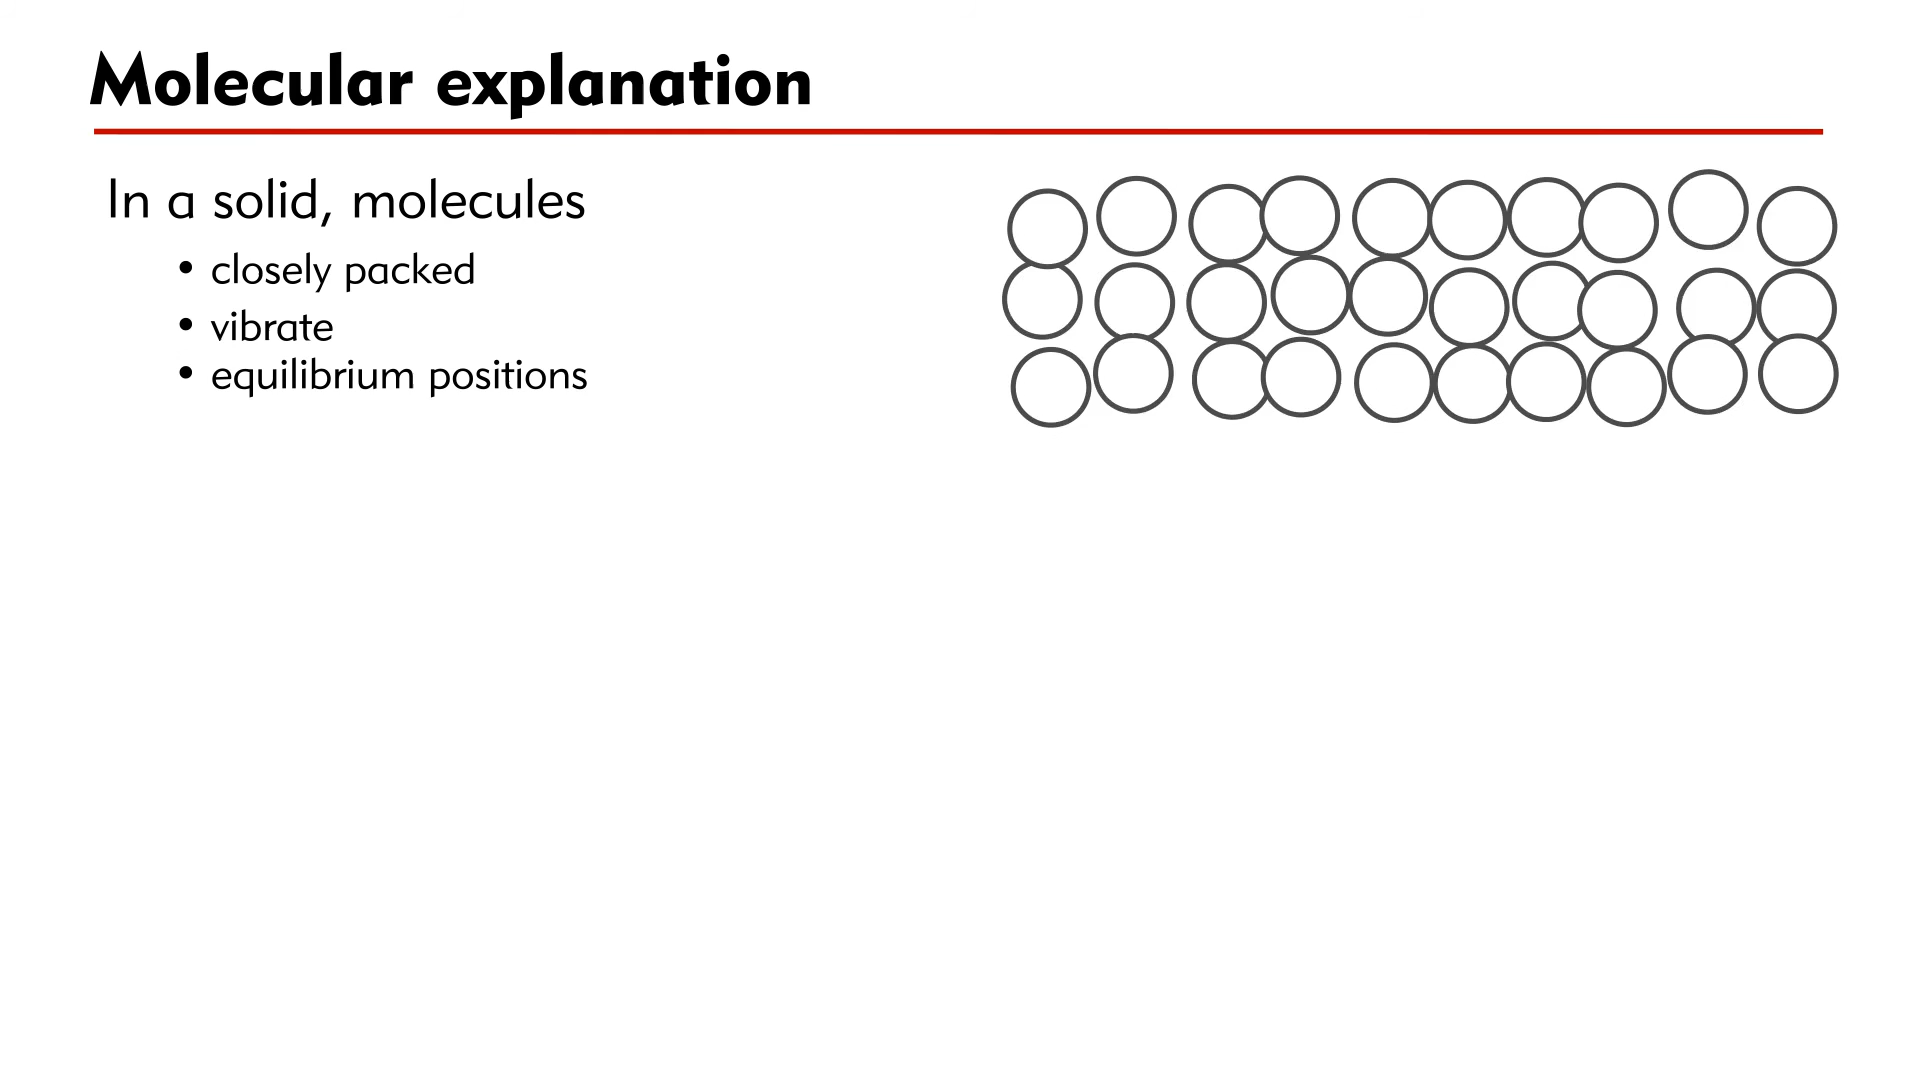 Molecular explanation
In a solid, molecules
• closely packed
• vibrate
• equilibrium positions